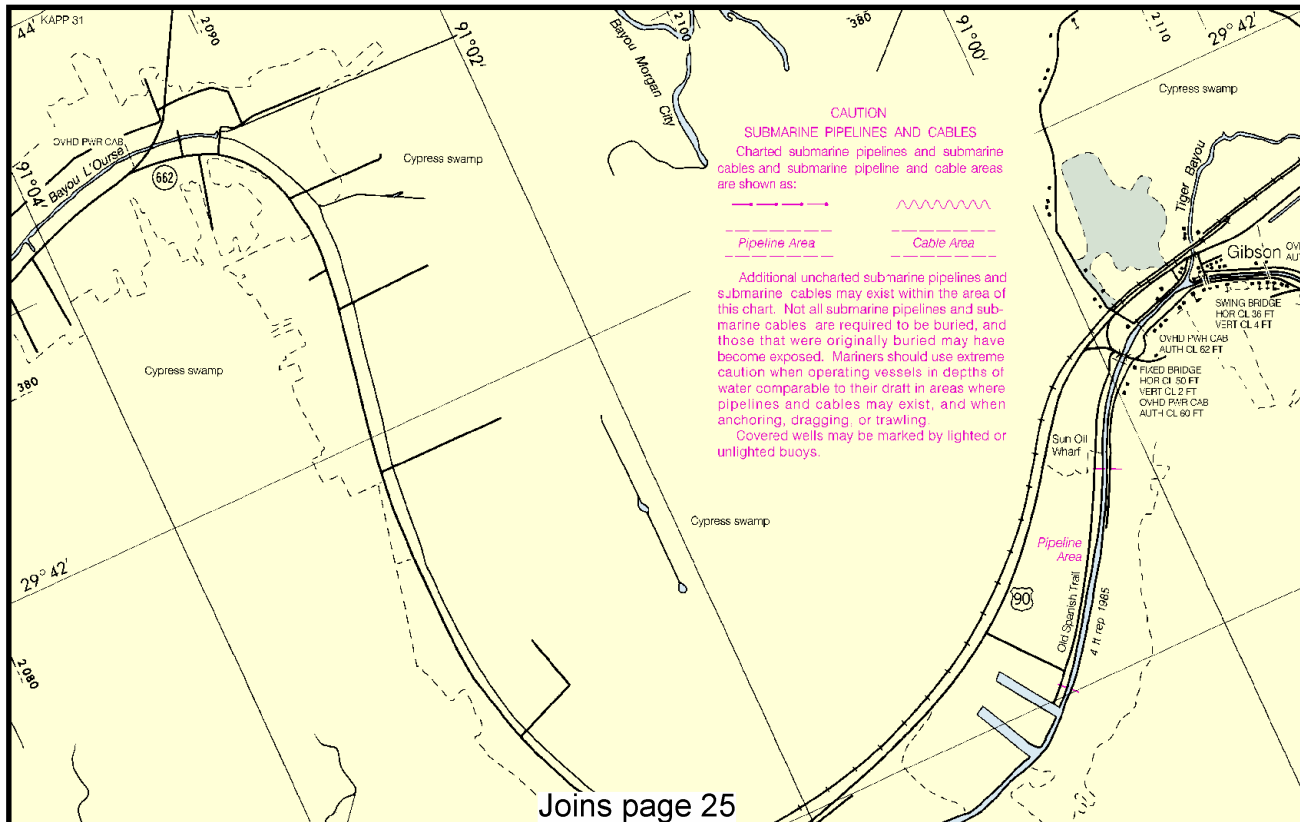 44'
KAPP 31
2090
91° 02'
Bayou Morgan City
2100
380
91° 00'
2110
29° 42'
Cypress swamp
CAUTION
SUBMARINE PIPELINES AND CABLES
Charted submarine pipelines and submarine
cables and submarine pipeline and cable areas
are shown as:
Pipeline Area
Cable Area
Additional uncharted submarine pipelines and
submarine cables may exist within the area of
this chart. Not all submarine pipelines and sub-
marine cables are required to be buried, and
those that were originally buried may have
become exposed. Mariners should use extreme
caution when operating vessels in depths of
water comparable to their draft in areas where
pipelines and cables may exist, and when
anchoring, dragging, or trawling.
Covered wells may be marked by lighted or
unlighted buoys.
OVHD PWR CAB
Bayou L'Ourse
91° 04'
662
Cypress swamp
Tiger Bayou
Gibson
OV
AUT
SWING BRIDGE
HOR CL 36 FT
VERT CL 4 FT
OVHD PWR CAB
AUTH CL 62 FT
FIXED BRIDGE
HOR CL 50 FT
VERT CL 2 FT
OVHD PWR CAB
AUTH CL 60 FT
380
Cypress swamp
Sun Oil
Wharf
Cypress swamp
Pipeline
Area
29° 42'
90
Old Spanish Trail
4 ft rep 1985
2080
Joins page 25